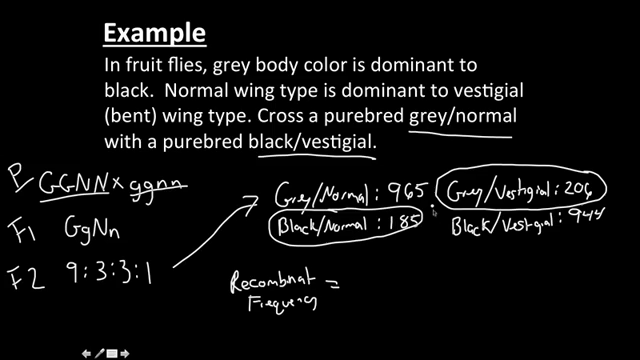 Example
In fruit flies, grey body color is dominant to
black. Normal wing type is dominant to vestigial
(bent) wing type. Cross a purebred grey/normal
with a purebred black/vestigial.
P GGNN x ggnn
F1 GgNn
F2 9:3:3:1
Grey/Normal: 965 Grey/Vestigial: 206
Black/Normal: 185 Black/Vestigial: 944
Recombinat =
Frequency